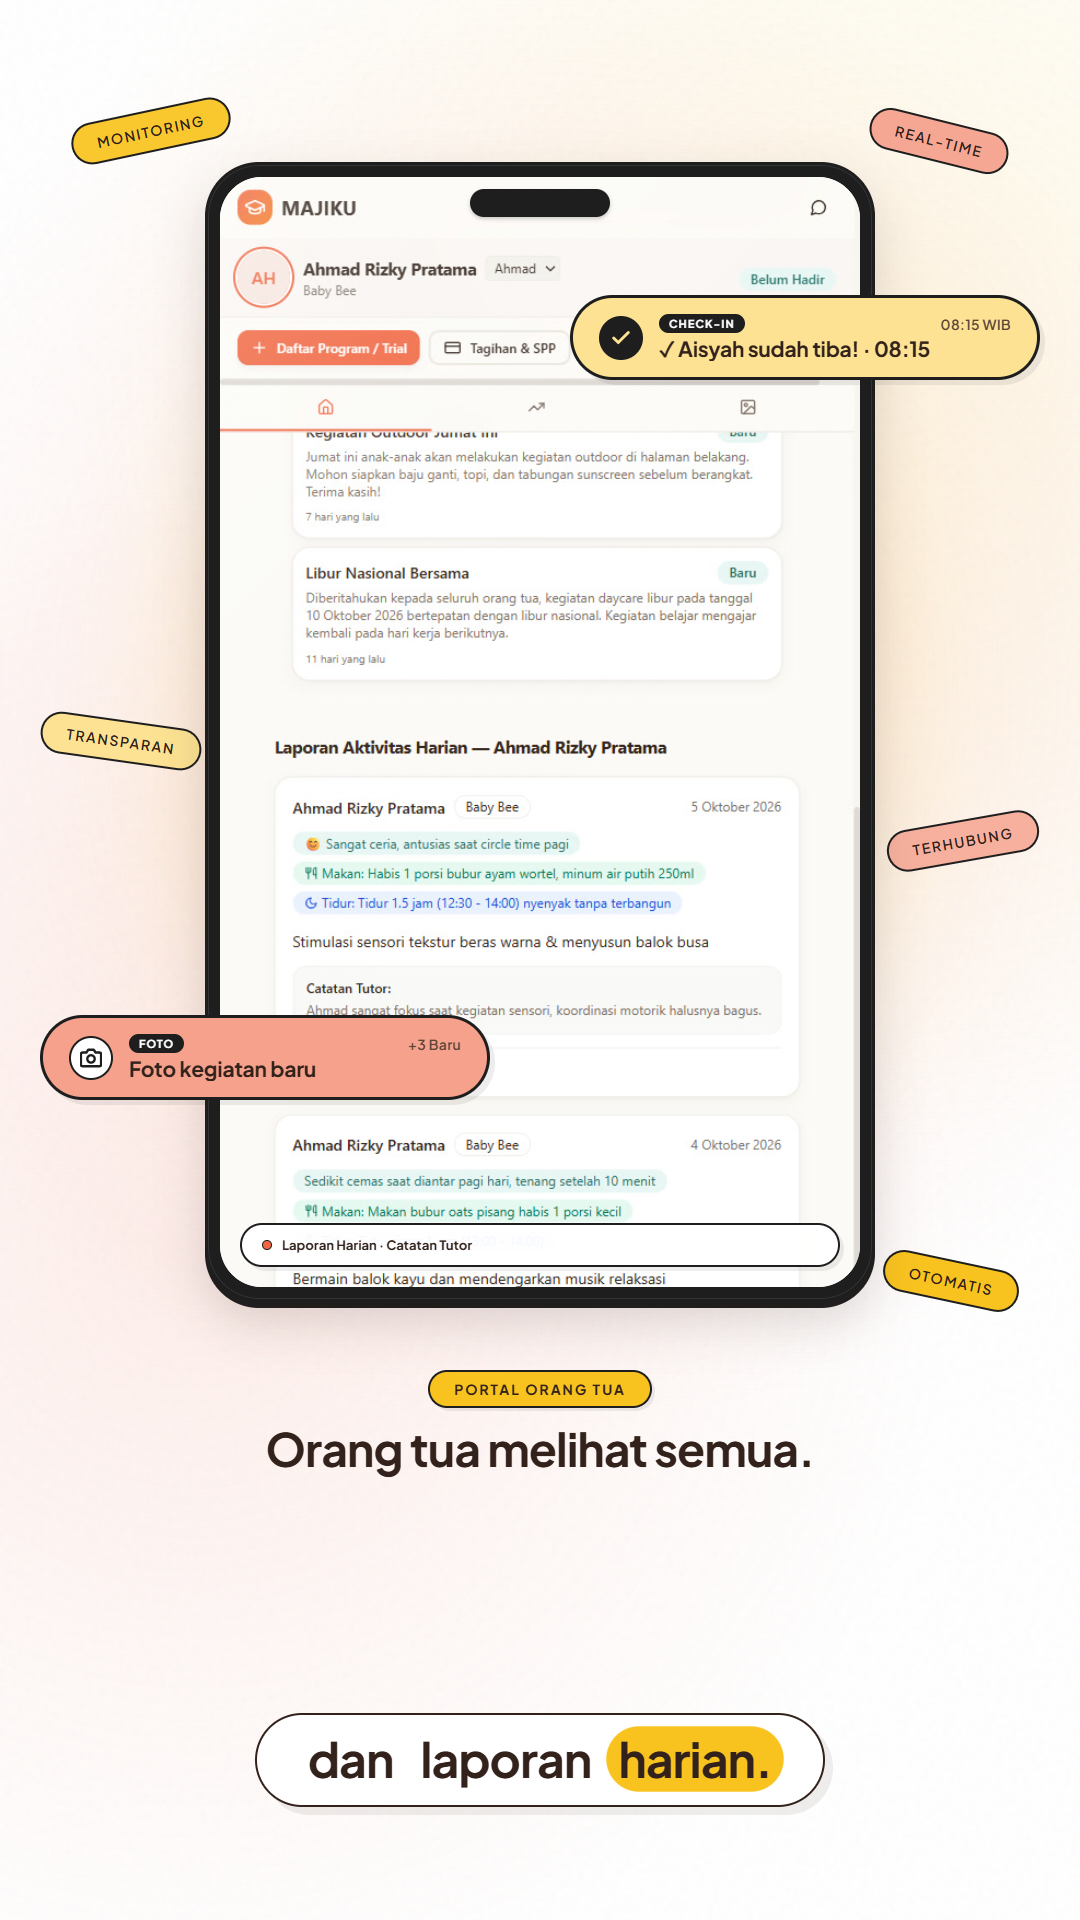 MONITORING
REAL-TIME
MAJIKU
AH
Ahmad Rizky Pratama
Ahmad
Baby Bee
Belum Hadir
CHECK-IN
08:15 WIB
✓ Aisyah sudah tiba! · 08:15
+ Daftar Program / Trial
Tagihan & SPP
Kegiatan Outdoor Jumat Ini
Baru
Jumat ini anak-anak akan melakukan kegiatan outdoor di halaman belakang.
Mohon siapkan baju ganti, topi, dan tabungan sunscreen sebelum berangkat.
Terima kasih!
7 hari yang lalu
Libur Nasional Bersama
Baru
Diberitahukan kepada seluruh orang tua, kegiatan daycare libur pada tanggal
10 Oktober 2026 bertepatan dengan libur nasional. Kegiatan belajar mengajar
kembali pada hari kerja berikutnya.
11 hari yang lalu
TRANSPARAN
Laporan Aktivitas Harian — Ahmad Rizky Pratama
Ahmad Rizky Pratama
Baby Bee
5 Oktober 2026
TERHUBUNG
😊 Sangat ceria, antusias saat circle time pagi
Makan: Habis 1 porsi bubur ayam wortel, minum air putih 250ml
Tidur: Tidur 1.5 jam (12:30 - 14:00) nyenyak tanpa terbangun
Stimulasi sensori tekstur beras warna & menyusun balok busa
Catatan Tutor:
Ahmad sangat fokus saat kegiatan sensori, koordinasi motorik halusnya bagus.
FOTO
+3 Baru
Foto kegiatan baru
Ahmad Rizky Pratama
Baby Bee
4 Oktober 2026
Sedikit cemas saat diantar pagi hari, tenang setelah 10 menit
Makan: Makan bubur oats pisang habis 1 porsi kecil
Laporan Harian · Catatan Tutor
Bermain balok kayu dan mendengarkan musik relaksasi
OTOMATIS
PORTAL ORANG TUA
Orang tua melihat semua.
dan laporan harian.